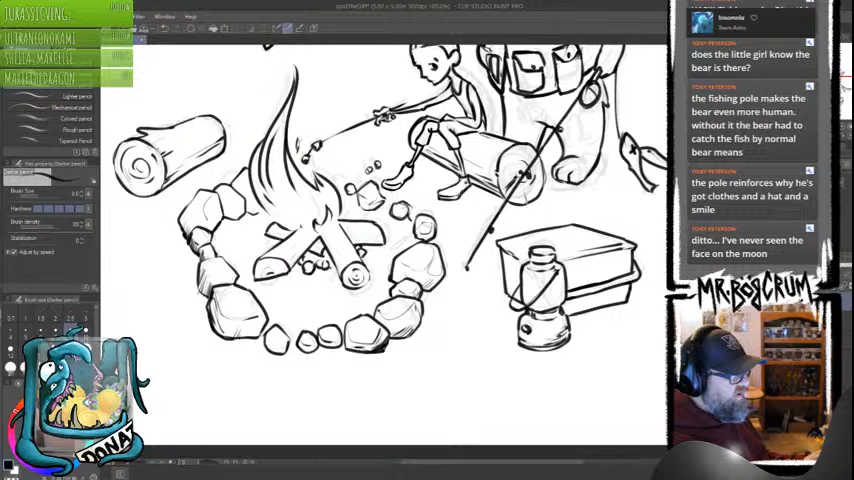 JURASSICVENG_
ULTRANEONOKAMI
SHEILA_MARCELLE
MAXFIEDRAGON
Window
Help
CLIP STUDIO PAINT PRO
Lighter pencil
Mechanical pencil
Colored pencil
Rough pencil
Tapered Pencil
Brush Size
Hardness
Brush density
Stabilization
Adjust by speed
DONAT
Insomnia
TONY PETERSON
does the little girl know the
bear is there?
TONY PETERSON
the fishing pole makes the
bear even more human.
without it the bear had to
catch the fish by normal
bear means
TONY PETERSON
the pole reinforces why he's
got clothes and a hat and a
smile
TONY PETERSON
ditto... I've never seen the
face on the moon
MR.BOGCRUM